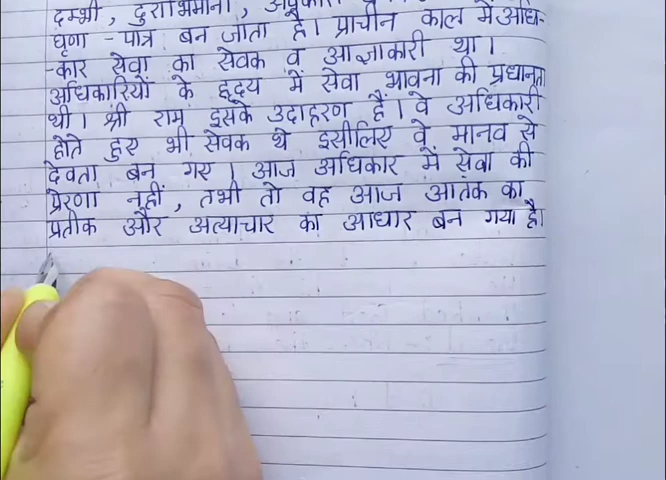 दम्भी, दुराभिमानी,
घृणा - पात्र बन जाता है। प्राचीन काल में अधि-
-कार सेवा का सेवक व आज्ञाकारी था।
अधिकारियों के हृदय में सेवा भावना की प्रधानता
थी। श्री राम इसके उदाहरण हैं। वे अधिकारी
होते हुए भी सेवक थे इसीलिए वे मानव से
देवता बन गए। आज अधिकार में सेवा की
प्रेरणा नहीं, तभी तो वह आज आतंक का
प्रतीक और अत्याचार का आधार बन गया है।